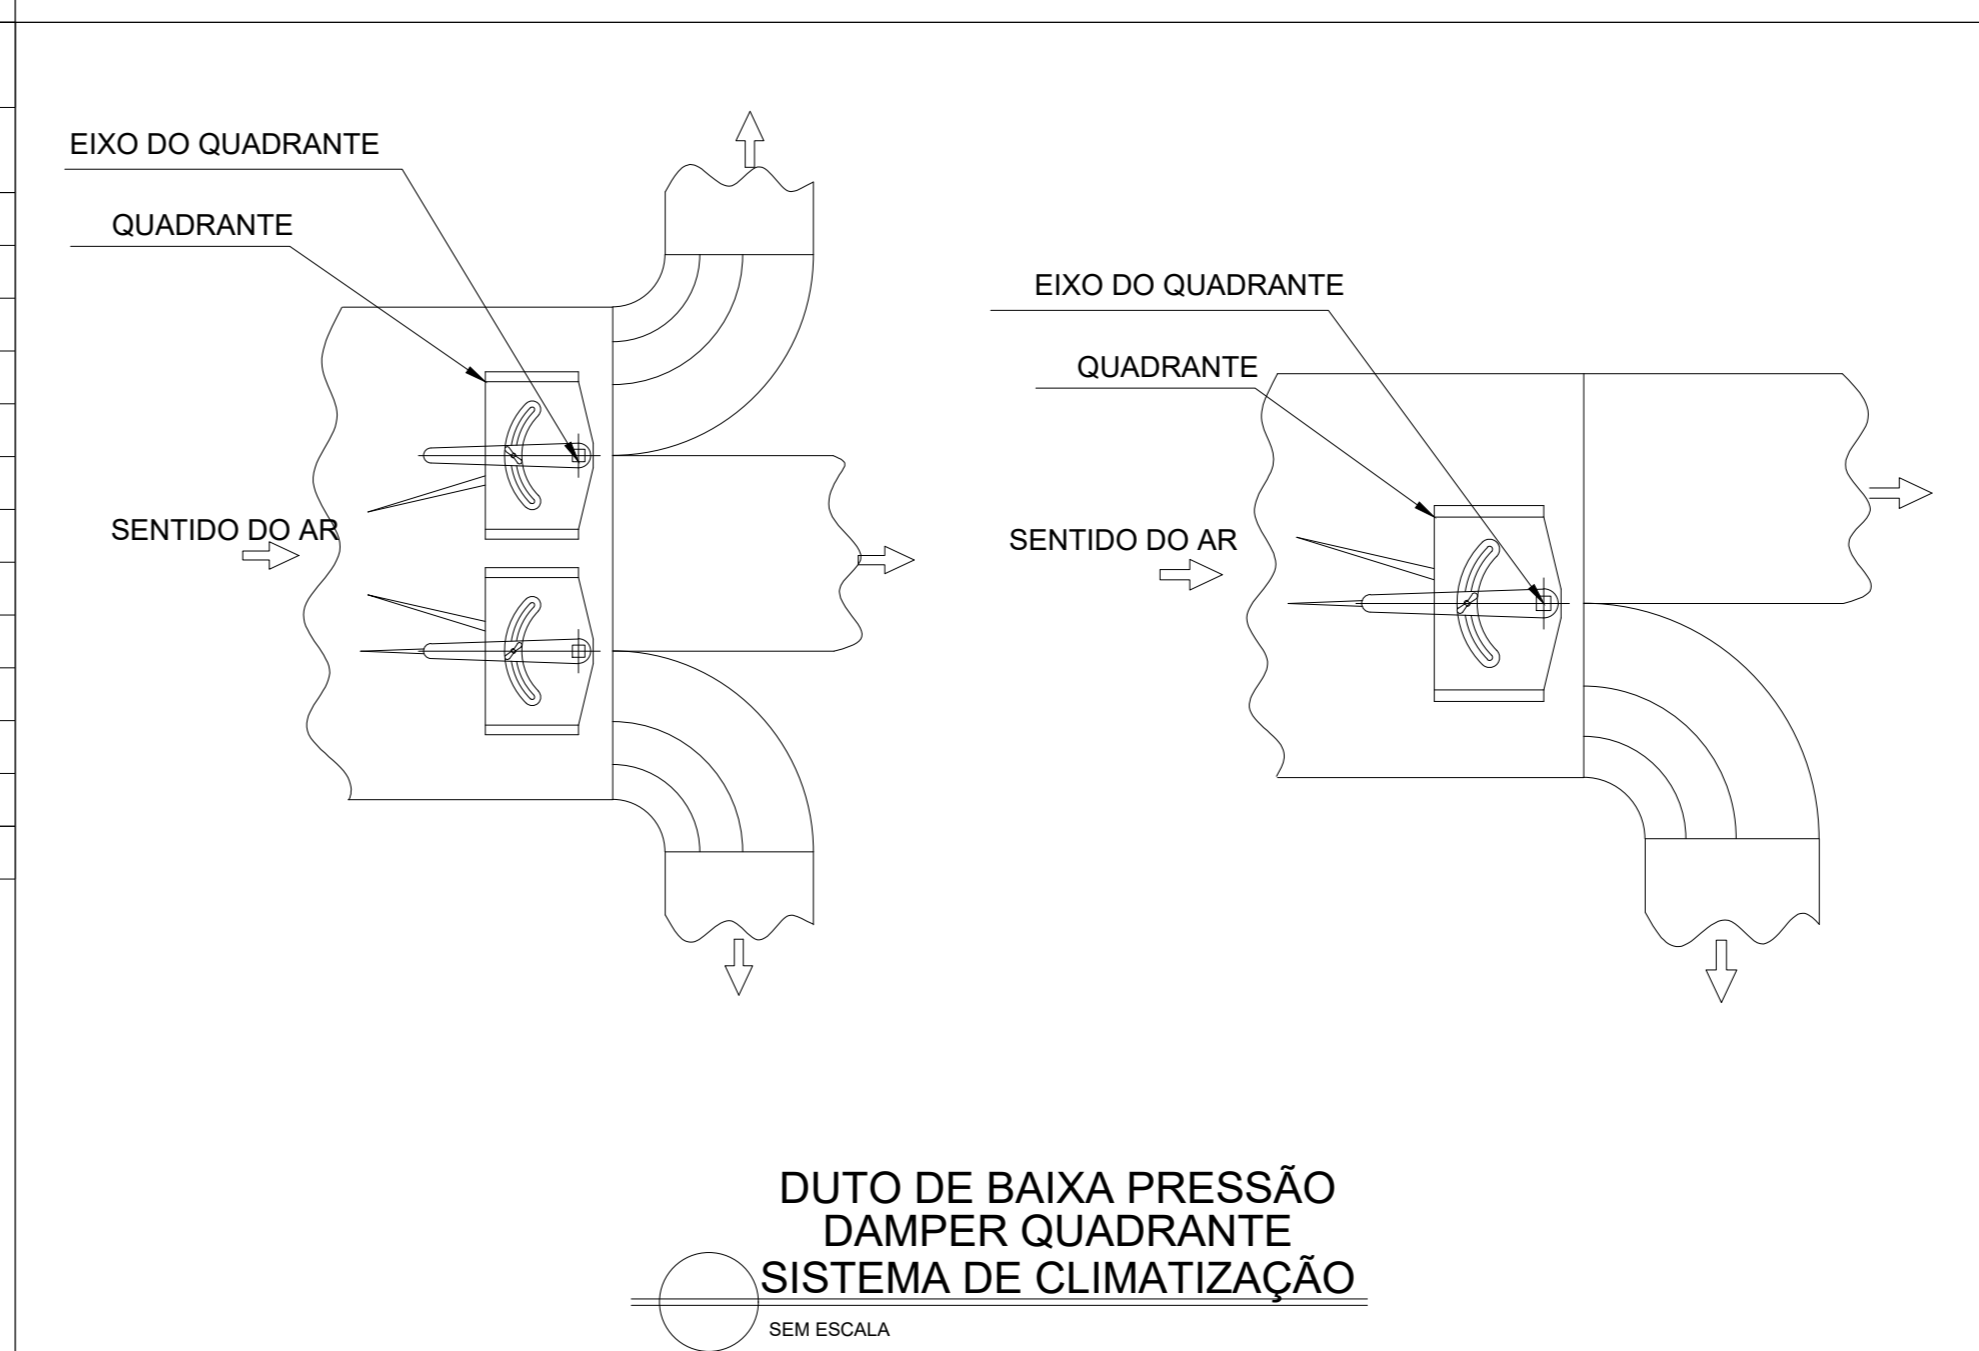 EIXO DO QUADRANTE
QUADRANTE
SENTIDO DO AR
EIXO DO QUADRANTE
QUADRANTE
SENTIDO DO AR
DUTO DE BAIXA PRESSÃO
DAMPER QUADRANTE
SISTEMA DE CLIMATIZAÇÃO
SEM ESCALA